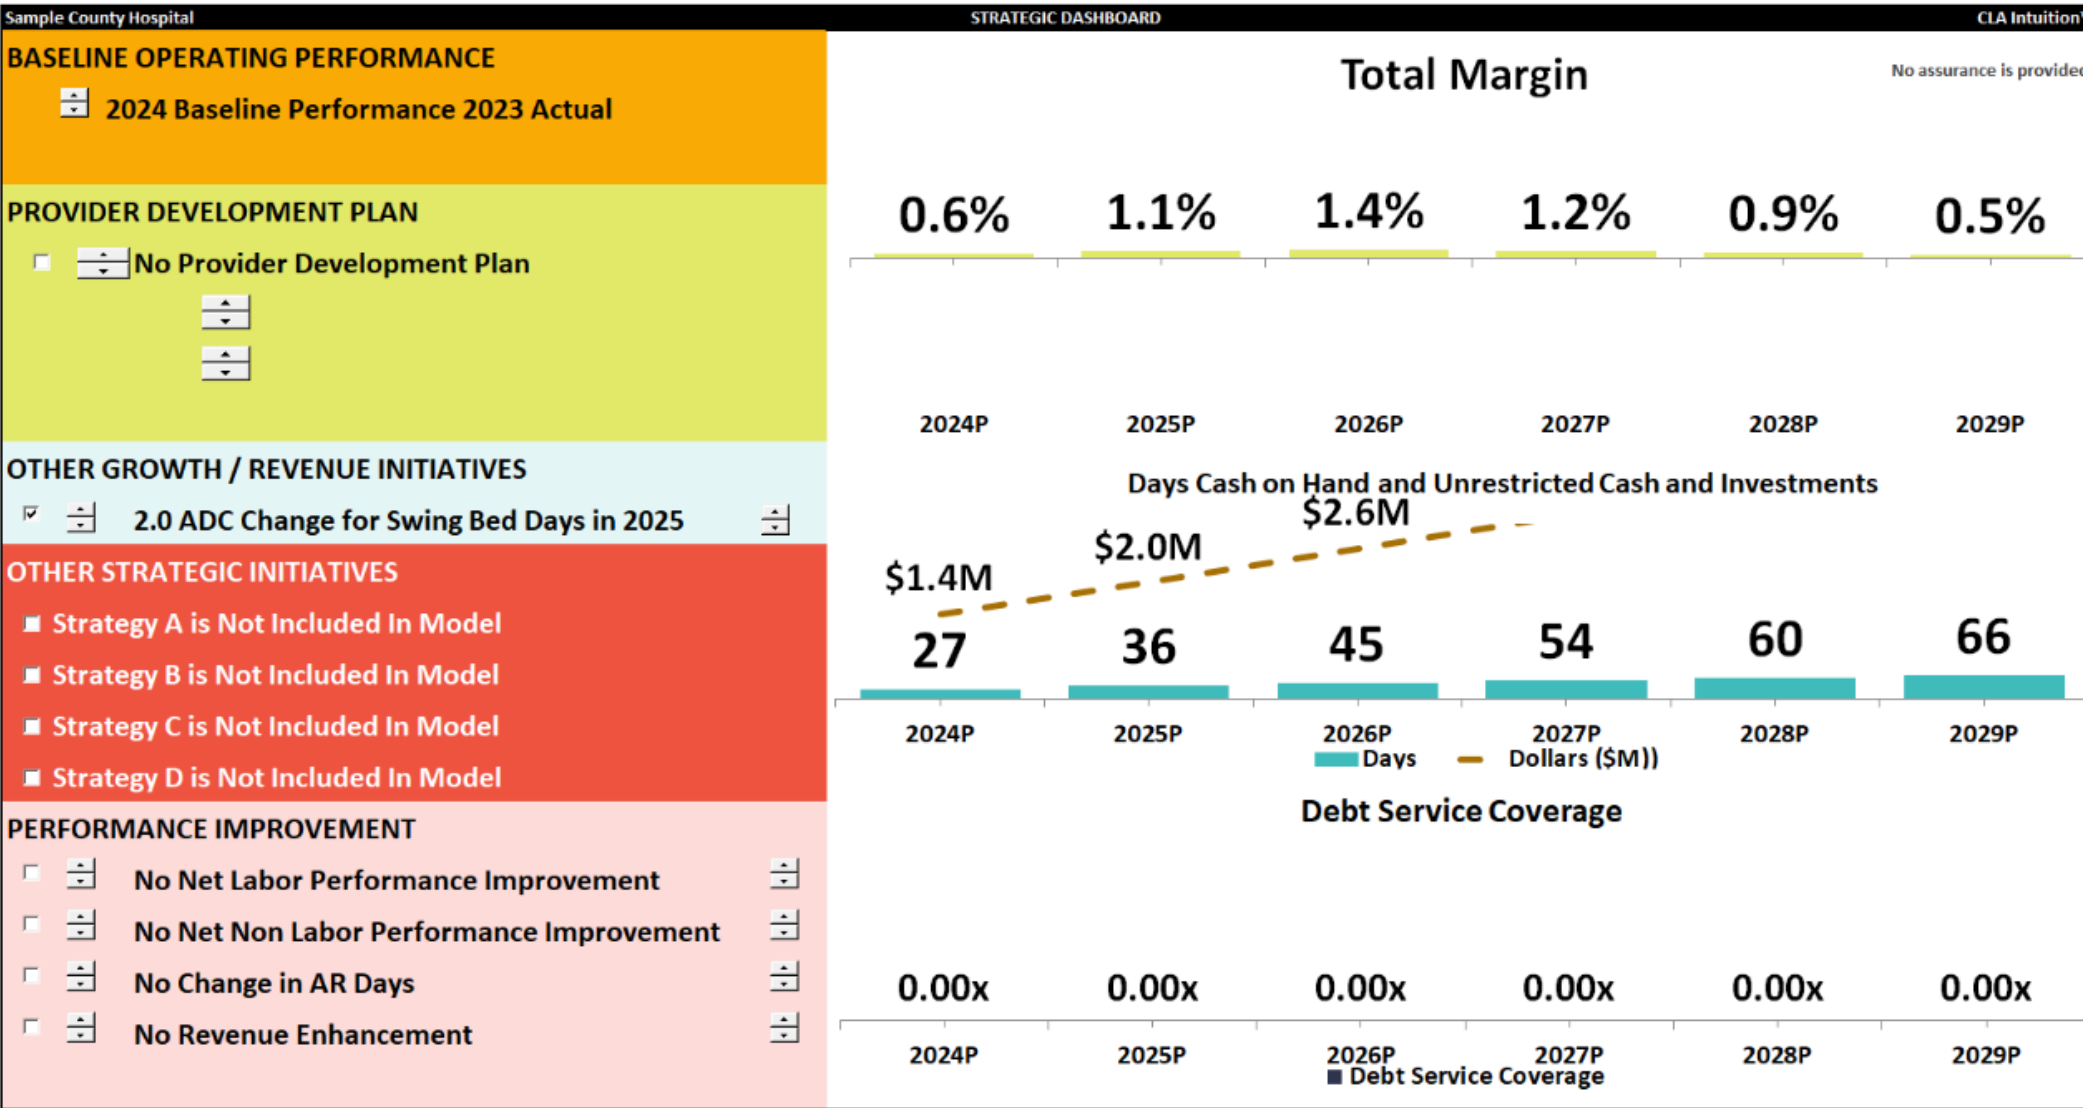 Sample County Hospital
STRATEGIC DASHBOARD
CLA Intuition
BASELINE OPERATING PERFORMANCE
2024 Baseline Performance 2023 Actual
PROVIDER DEVELOPMENT PLAN
No Provider Development Plan
OTHER GROWTH / REVENUE INITIATIVES
2.0 ADC Change for Swing Bed Days in 2025
OTHER STRATEGIC INITIATIVES
Strategy A is Not Included In Model
Strategy B is Not Included In Model
Strategy C is Not Included In Model
Strategy D is Not Included In Model
PERFORMANCE IMPROVEMENT
No Net Labor Performance Improvement
No Net Non Labor Performance Improvement
No Change in AR Days
No Revenue Enhancement
Total Margin
No assurance is provided
0.6% 1.1% 1.4% 1.2% 0.9% 0.5%
2024P 2025P 2026P 2027P 2028P 2029P
Days Cash on Hand and Unrestricted Cash and Investments
$1.4M $2.0M $2.6M
27 36 45 54 60 66
2024P 2025P 2026P 2027P 2028P 2029P
Days Dollars ($M))
Debt Service Coverage
0.00x 0.00x 0.00x 0.00x 0.00x 0.00x
2024P 2025P 2026P 2027P 2028P 2029P
Debt Service Coverage